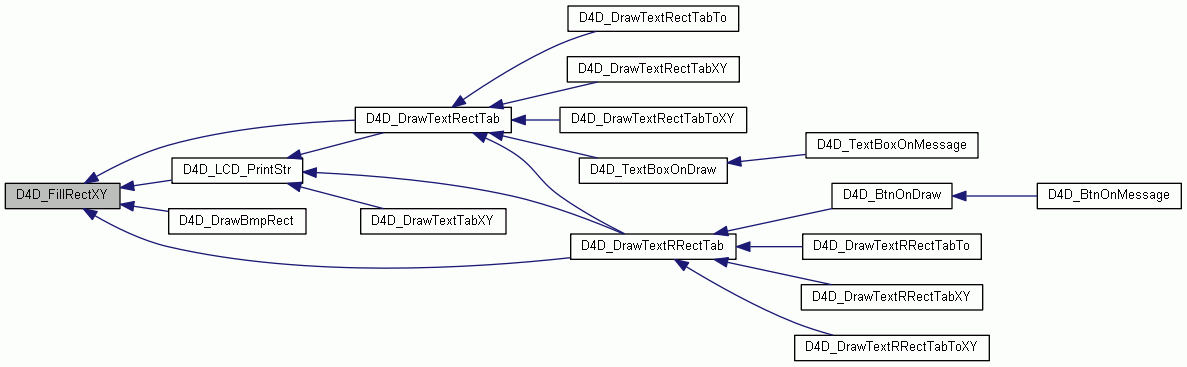 D4D_DrawTextRectTabTo
D4D_DrawTextRectTabXY
D4D_DrawTextRectTab
D4D_DrawTextRectTabToXY
D4D_TextBoxOnMessage
D4D_LCD_PrintStr
D4D_TextBoxOnDraw
D4D_FillRectXY
D4D_BtnOnDraw
D4D_BtnOnMessage
D4D_DrawBmpRect
D4D_DrawTextTabXY
D4D_DrawTextRRectTab
D4D_DrawTextRRectTabTo
D4D_DrawTextRRectTabXY
D4D_DrawTextRRectTabToXY